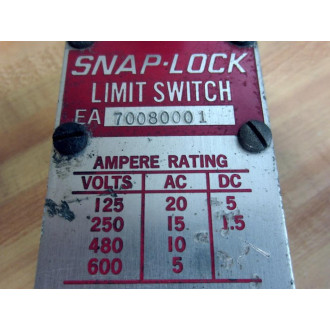 SNAP-LOCK
LIMIT SWITCH
EA 70080001
AMPERE RATING
VOLTS AC DC
125 20 5
250 15 1.5
480 10
600 5